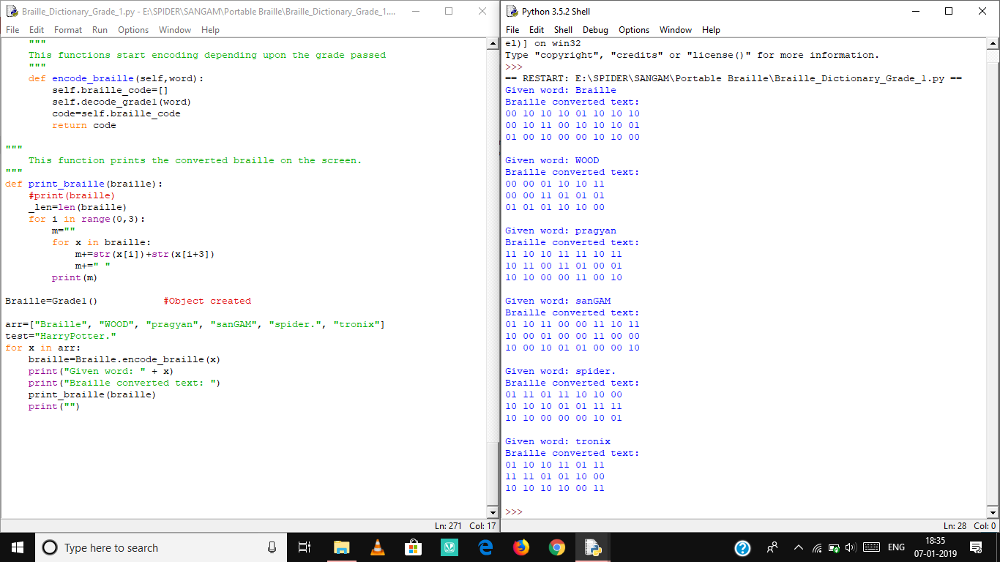 Braille_Dictionary_Grade_1.py - E:\SPIDER\SANGAM\Portable Braille\Braille_Dictionary_Grade_1....
File Edit Format Run Options Window Help
"""
This functions start encoding depending upon the grade passed
"""
def encode_braille(self,word):
self.braille_code=[]
self.decode_grade1(word)
code=self.braille_code
return code
"""
This function prints the converted braille on the screen.
"""
def print_braille(braille):
#print(braille)
_len=len(braille)
for i in range(0,3):
m=""
for x in braille:
m+=str(x[i])+str(x[i+3])
m+=" "
print(m)
Braille=Grade1() #Object created
arr=["Braille", "WOOD", "pragyan", "sanGAM", "spider.", "tronix"]
test="HarryPotter."
for x in arr:
braille=Braille.encode_braille(x)
print("Given word: " + x)
print("Braille converted text: ")
print_braille(braille)
print("")
Ln: 271 Col: 17
Python 3.5.2 Shell
File Edit Shell Debug Options Window Help
el)] on win32
Type "copyright", "credits" or "license()" for more information.
>>>
== RESTART: E:\SPIDER\SANGAM\Portable Braille\Braille_Dictionary_Grade_1.py ==
Given word: Braille
Braille converted text:
00 10 10 10 01 10 10 10
00 10 11 00 10 10 10 01
01 00 10 00 00 10 10 00
Given word: WOOD
Braille converted text:
00 00 01 10 10 11
00 00 11 01 01 01
01 01 01 10 10 00
Given word: pragyan
Braille converted text:
11 10 10 11 11 10 11
10 11 00 11 01 00 01
10 10 00 00 11 00 10
Given word: sanGAM
Braille converted text:
01 10 11 00 00 11 10 11
10 00 01 00 00 11 00 00
10 00 10 01 01 00 00 10
Given word: spider.
Braille converted text:
01 11 01 11 10 10 00
10 10 10 01 01 11 11
10 10 00 00 00 10 01
Given word: tronix
Braille converted text:
01 10 10 11 01 11
11 11 01 01 10 00
10 10 10 10 00 11
>>>
Ln: 28 Col: 0
Type here to search
ENG
18:35
07-01-2019